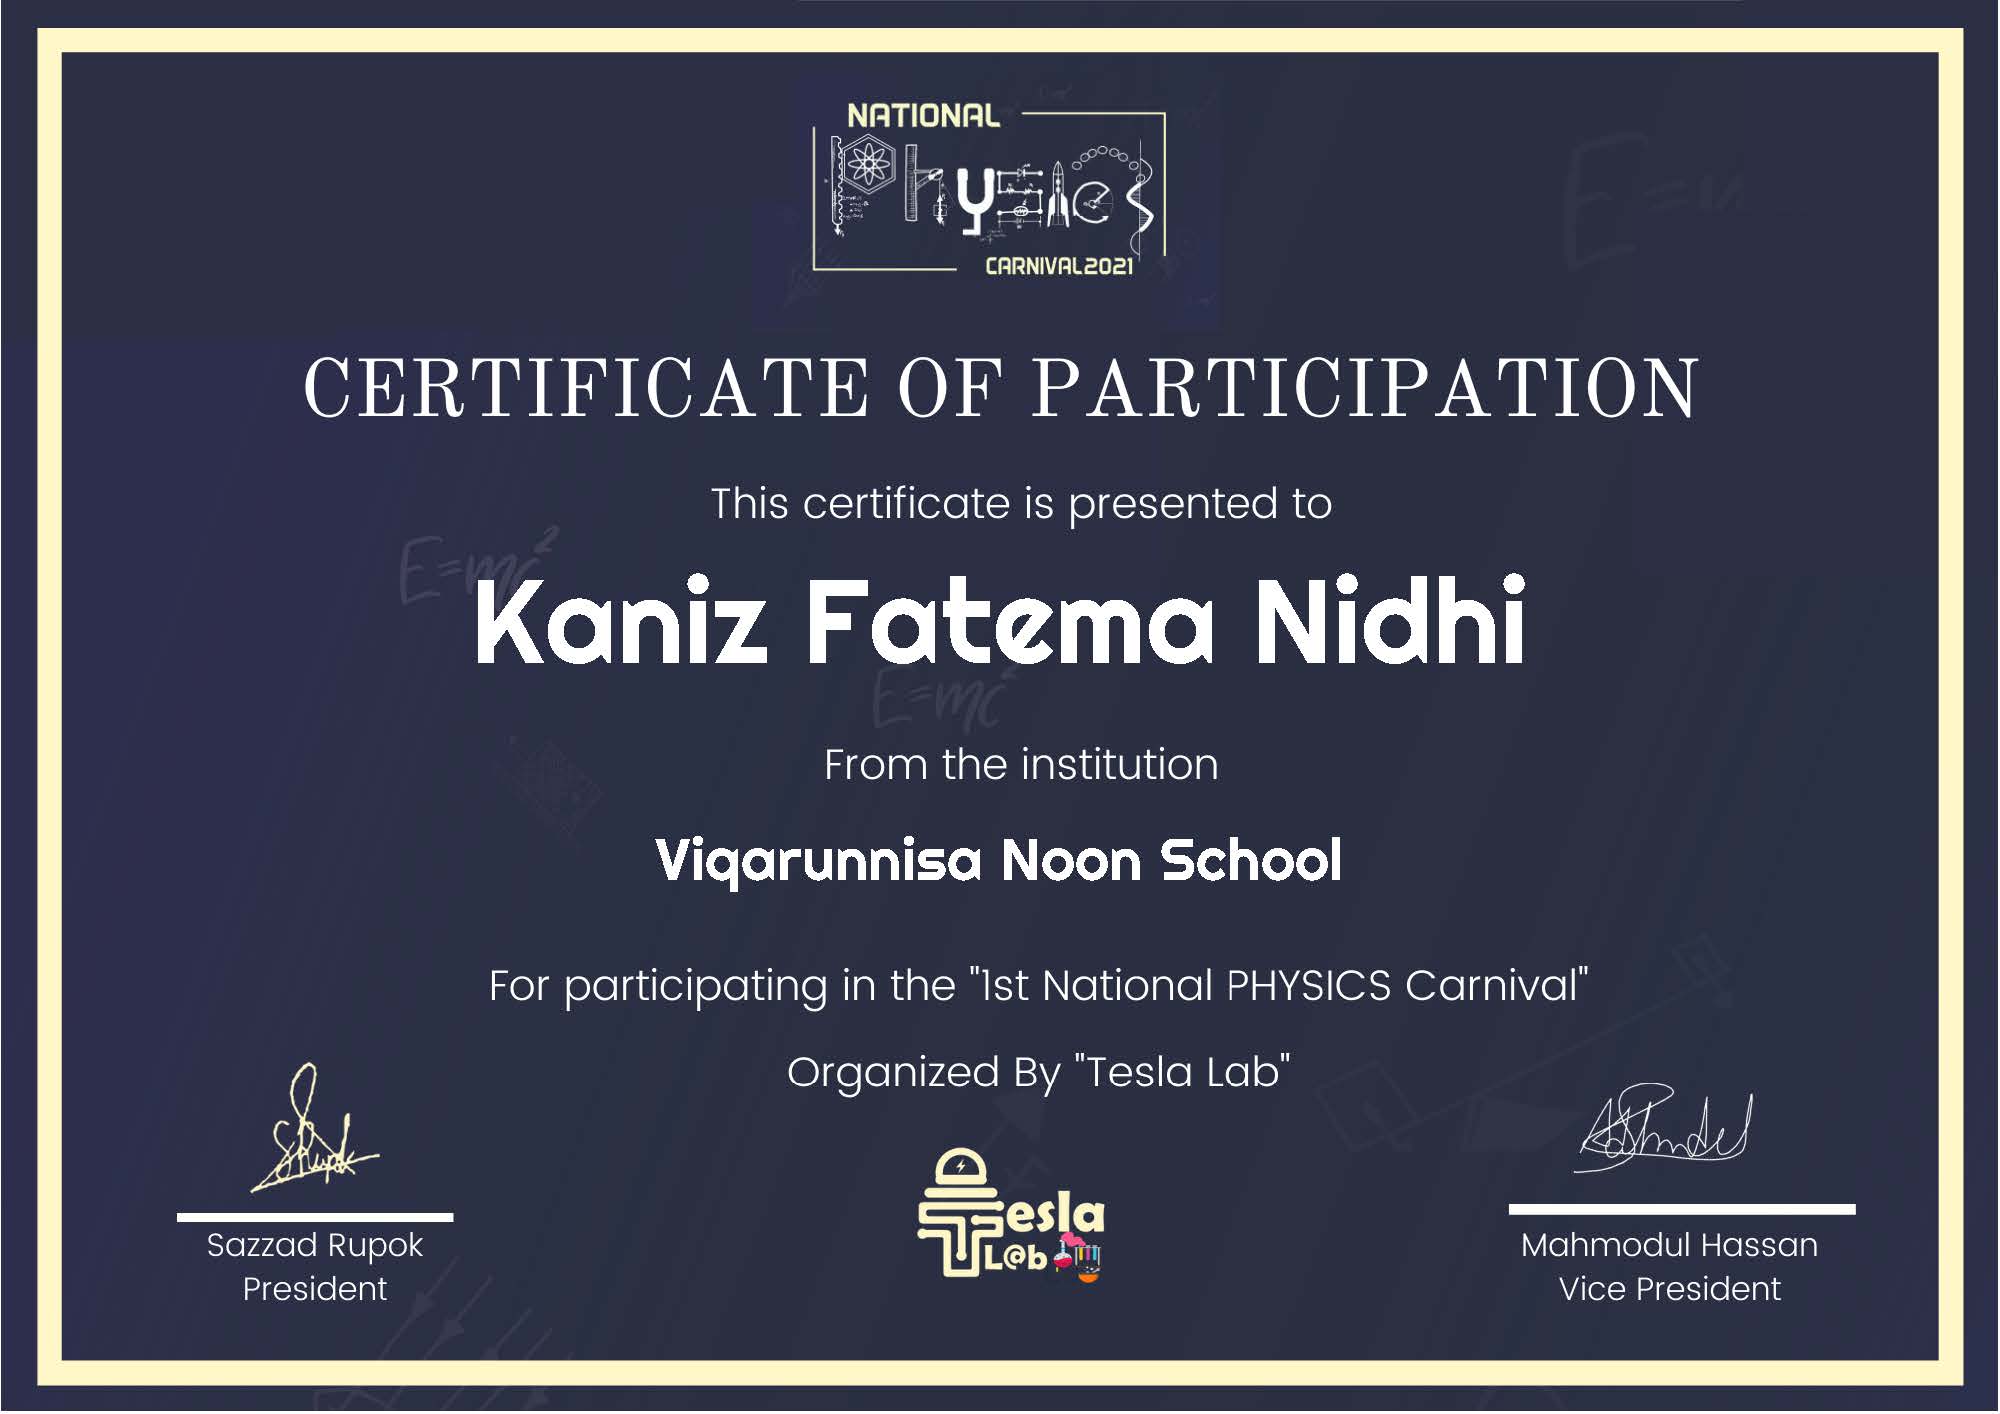 NATIONAL
Physics
CARNIVAL2021
CERTIFICATE OF PARTICIPATION
This certificate is presented to
E=mc²
Kaniz Fatema Nidhi
E=mc²
From the institution
Viqarunnisa Noon School
For participating in the "1st National PHYSICS Carnival"
Organized By "Tesla Lab"
Tesla
L@b
Sazzad Rupok
President
Mahmodul Hassan
Vice President